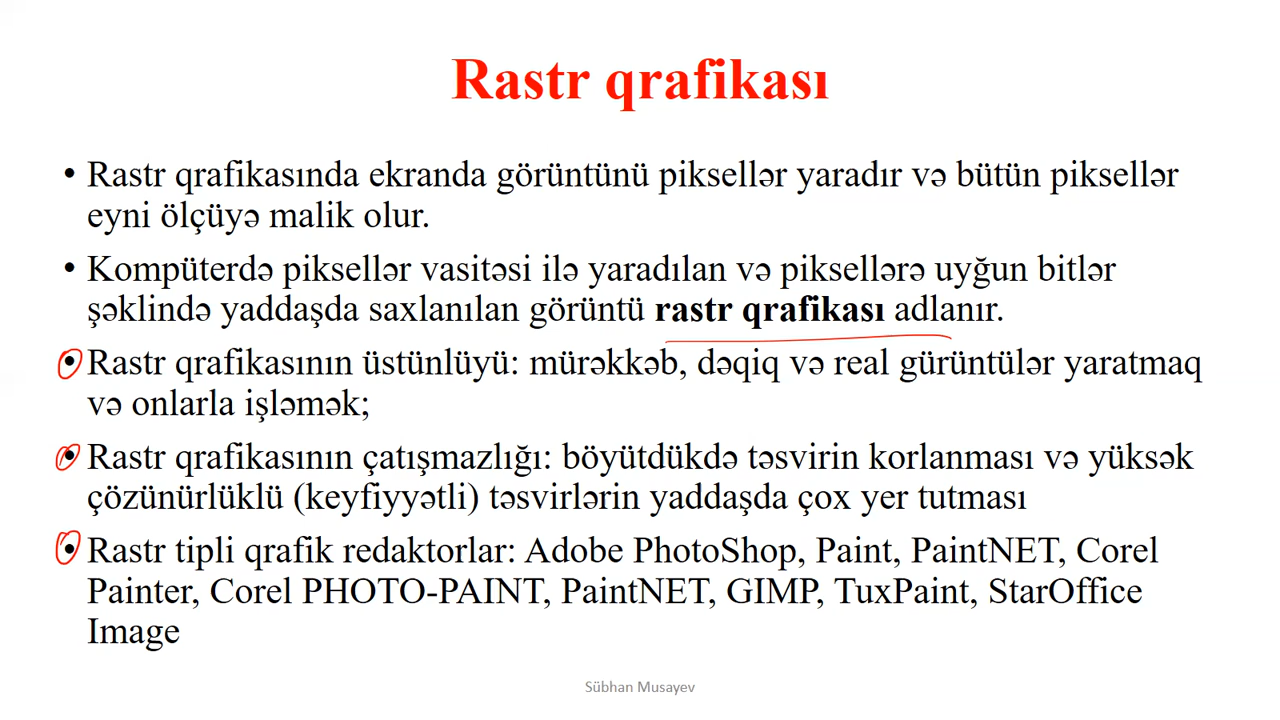 Rastr qrafikası
• Rastr qrafikasında ekranda görüntünü piksellər yaradır və bütün piksellər
eyni ölçüyə malik olur.
• Kompüterdə piksellər vasitəsi ilə yaradılan və piksellərə uyğun bitlər
şəklində yaddaşda saxlanılan görüntü rastr qrafikası adlanır.
• Rastr qrafikasının üstünlüyü: mürəkkəb, dəqiq və real gürüntülər yaratmaq
və onlarla işləmək;
• Rastr qrafikasının çatışmazlığı: böyütdükdə təsvirin korlanması və yüksək
çözünürlüklü (keyfiyyətli) təsvirlərin yaddaşda çox yer tutması
• Rastr tipli qrafik redaktorlar: Adobe PhotoShop, Paint, PaintNET, Corel
Painter, Corel PHOTO-PAINT, PaintNET, GIMP, TuxPaint, StarOffice
Image
Sübhan Musayev